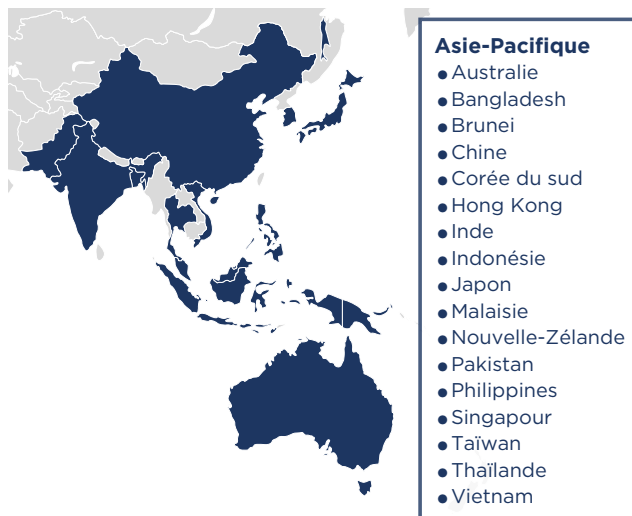 Asie-Pacifique
● Australie
● Bangladesh
● Brunei
● Chine
● Corée du sud
● Hong Kong
● Inde
● Indonésie
● Japon
● Malaisie
● Nouvelle-Zélande
● Pakistan
● Philippines
● Singapour
● Taïwan
● Thaïlande
● Vietnam